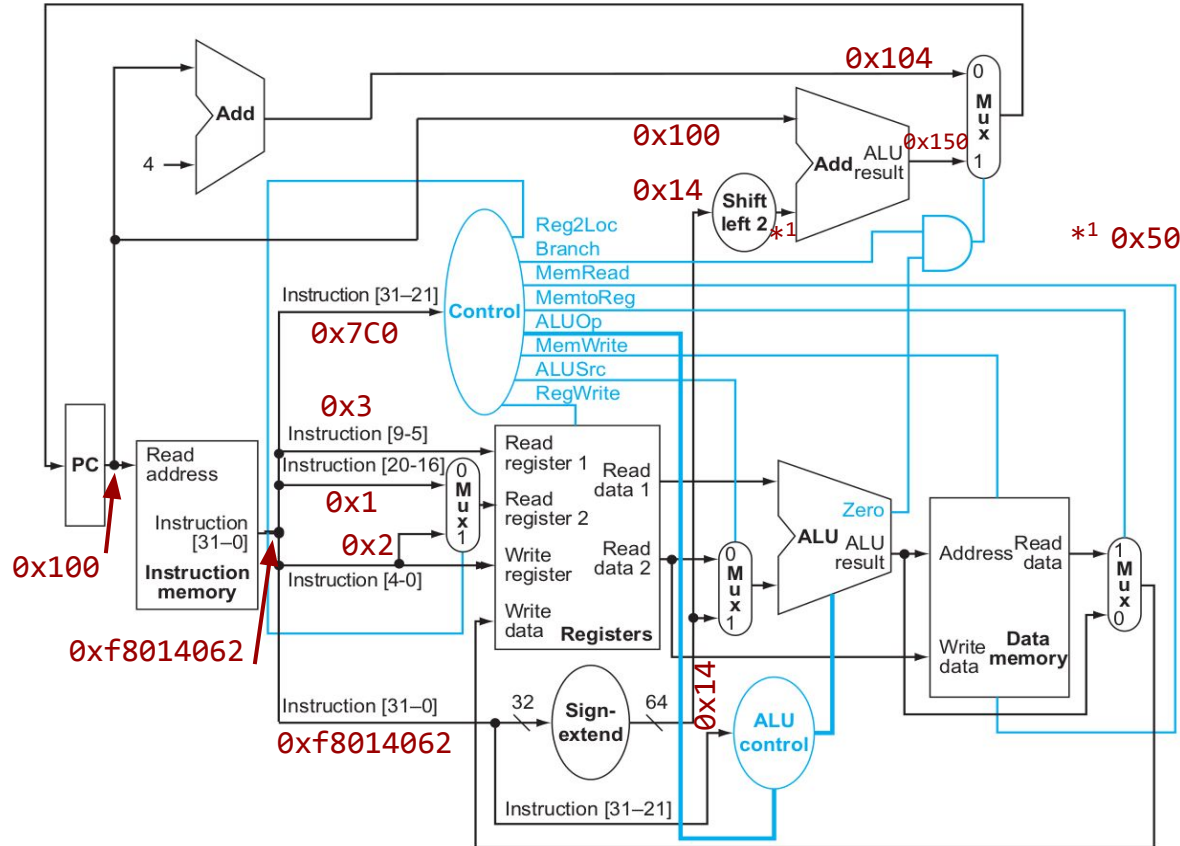 0x104
0
Mux
1
Add
4
0x100
Add
ALU result
0x150
0x14
Shift left 2
*1
*1 0x50
Reg2Loc
Branch
MemRead
MemtoReg
ALUOp
MemWrite
ALUSrc
RegWrite
Control
Instruction [31–21]
0x7C0
0x3
Instruction [9-5]
Instruction [20-16]
0x1
0x2
Instruction [4-0]
0
Mux
1
PC
Read address
Instruction [31–0]
Instruction memory
0x100
0xf8014062
Read register 1
Read register 2
Write register
Write data
Read data 1
Read data 2
Registers
0
Mux
1
Zero
ALU
ALU result
Address
Read data
Write data
Data memory
1
Mux
0
Instruction [31–0]
0xf8014062
32
Sign-extend
64
0x14
ALU control
Instruction [31–21]